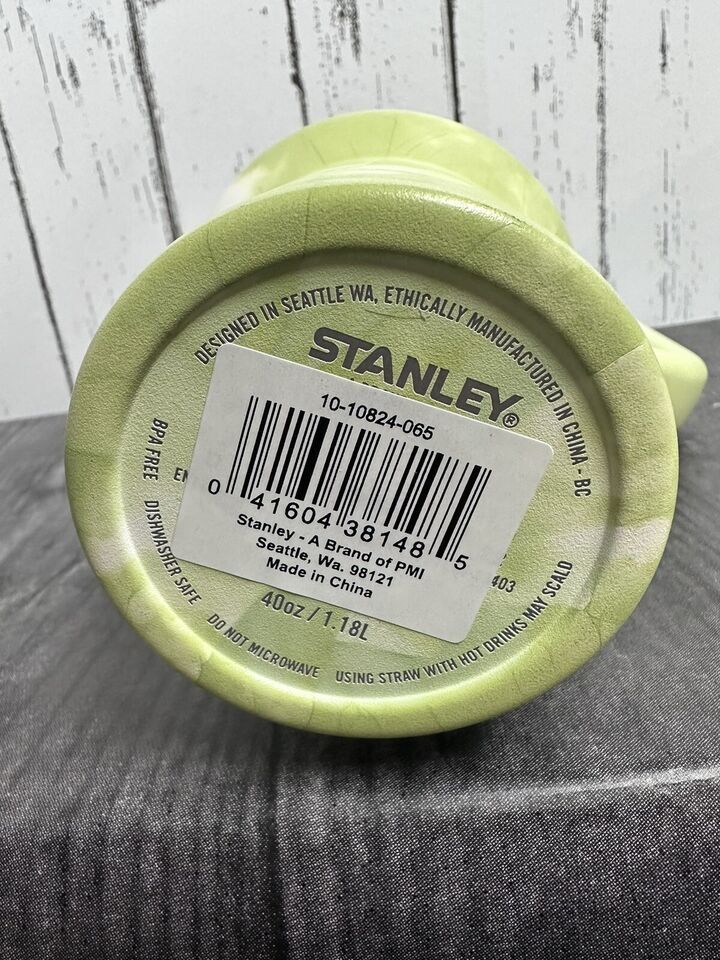 DESIGNED IN SEATTLE WA, ETHICALLY MANUFACTURED IN CHINA - BC
STANLEY®
10-10824-065
0 41604 38148 5
Stanley - A Brand of PMI
Seattle, Wa. 98121
Made in China
403
40oz / 1.18L
BPA FREE DISHWASHER SAFE DO NOT MICROWAVE USING STRAW WITH HOT DRINKS MAY SCALD